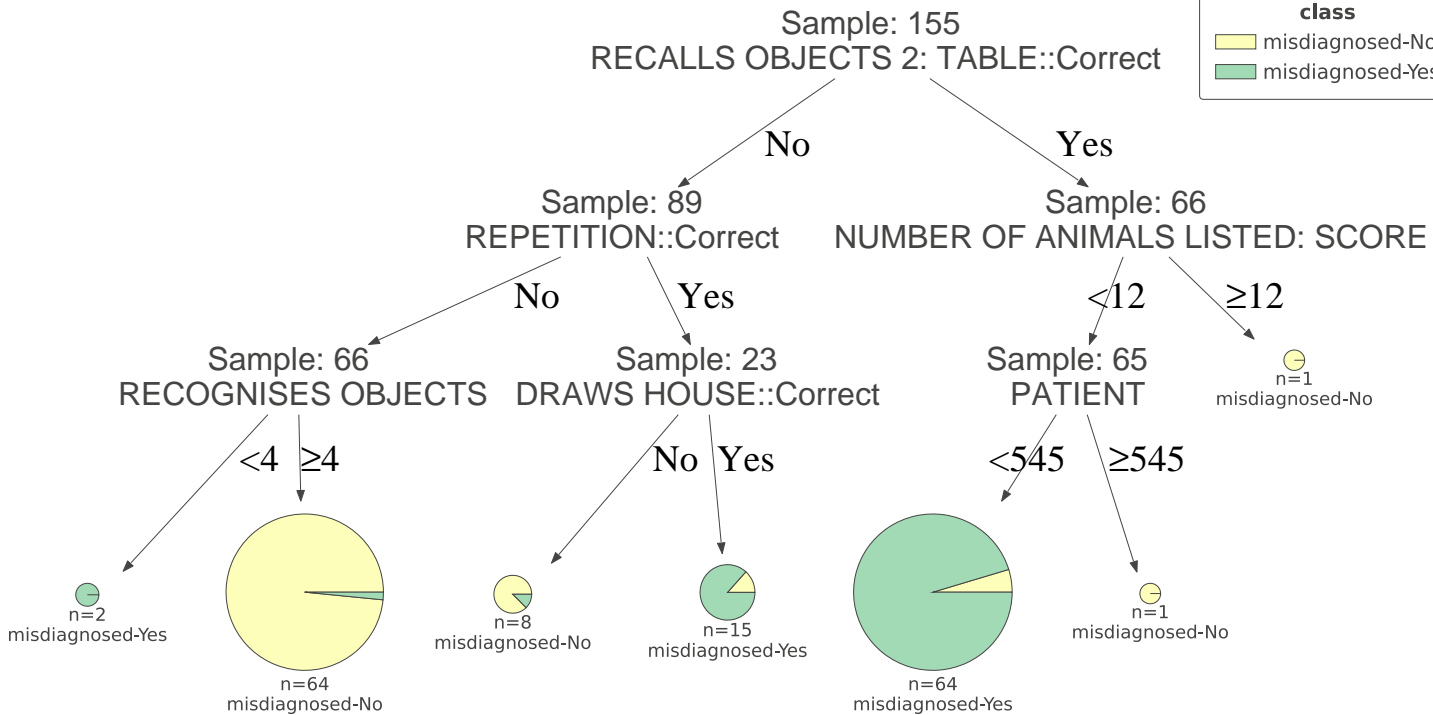 Sample: 155
RECALLS OBJECTS 2: TABLE::Correct
class
misdiagnosed-No
misdiagnosed-Yes
No
Yes
Sample: 89
REPETITION::Correct
Sample: 66
NUMBER OF ANIMALS LISTED: SCORE
No
Yes
<12
≥12
Sample: 66
RECOGNISES OBJECTS
Sample: 23
DRAWS HOUSE::Correct
Sample: 65
PATIENT
n=1
misdiagnosed-No
<4
≥4
No
Yes
<545
≥545
n=2
misdiagnosed-Yes
n=64
misdiagnosed-No
n=8
misdiagnosed-No
n=15
misdiagnosed-Yes
n=64
misdiagnosed-Yes
n=1
misdiagnosed-No